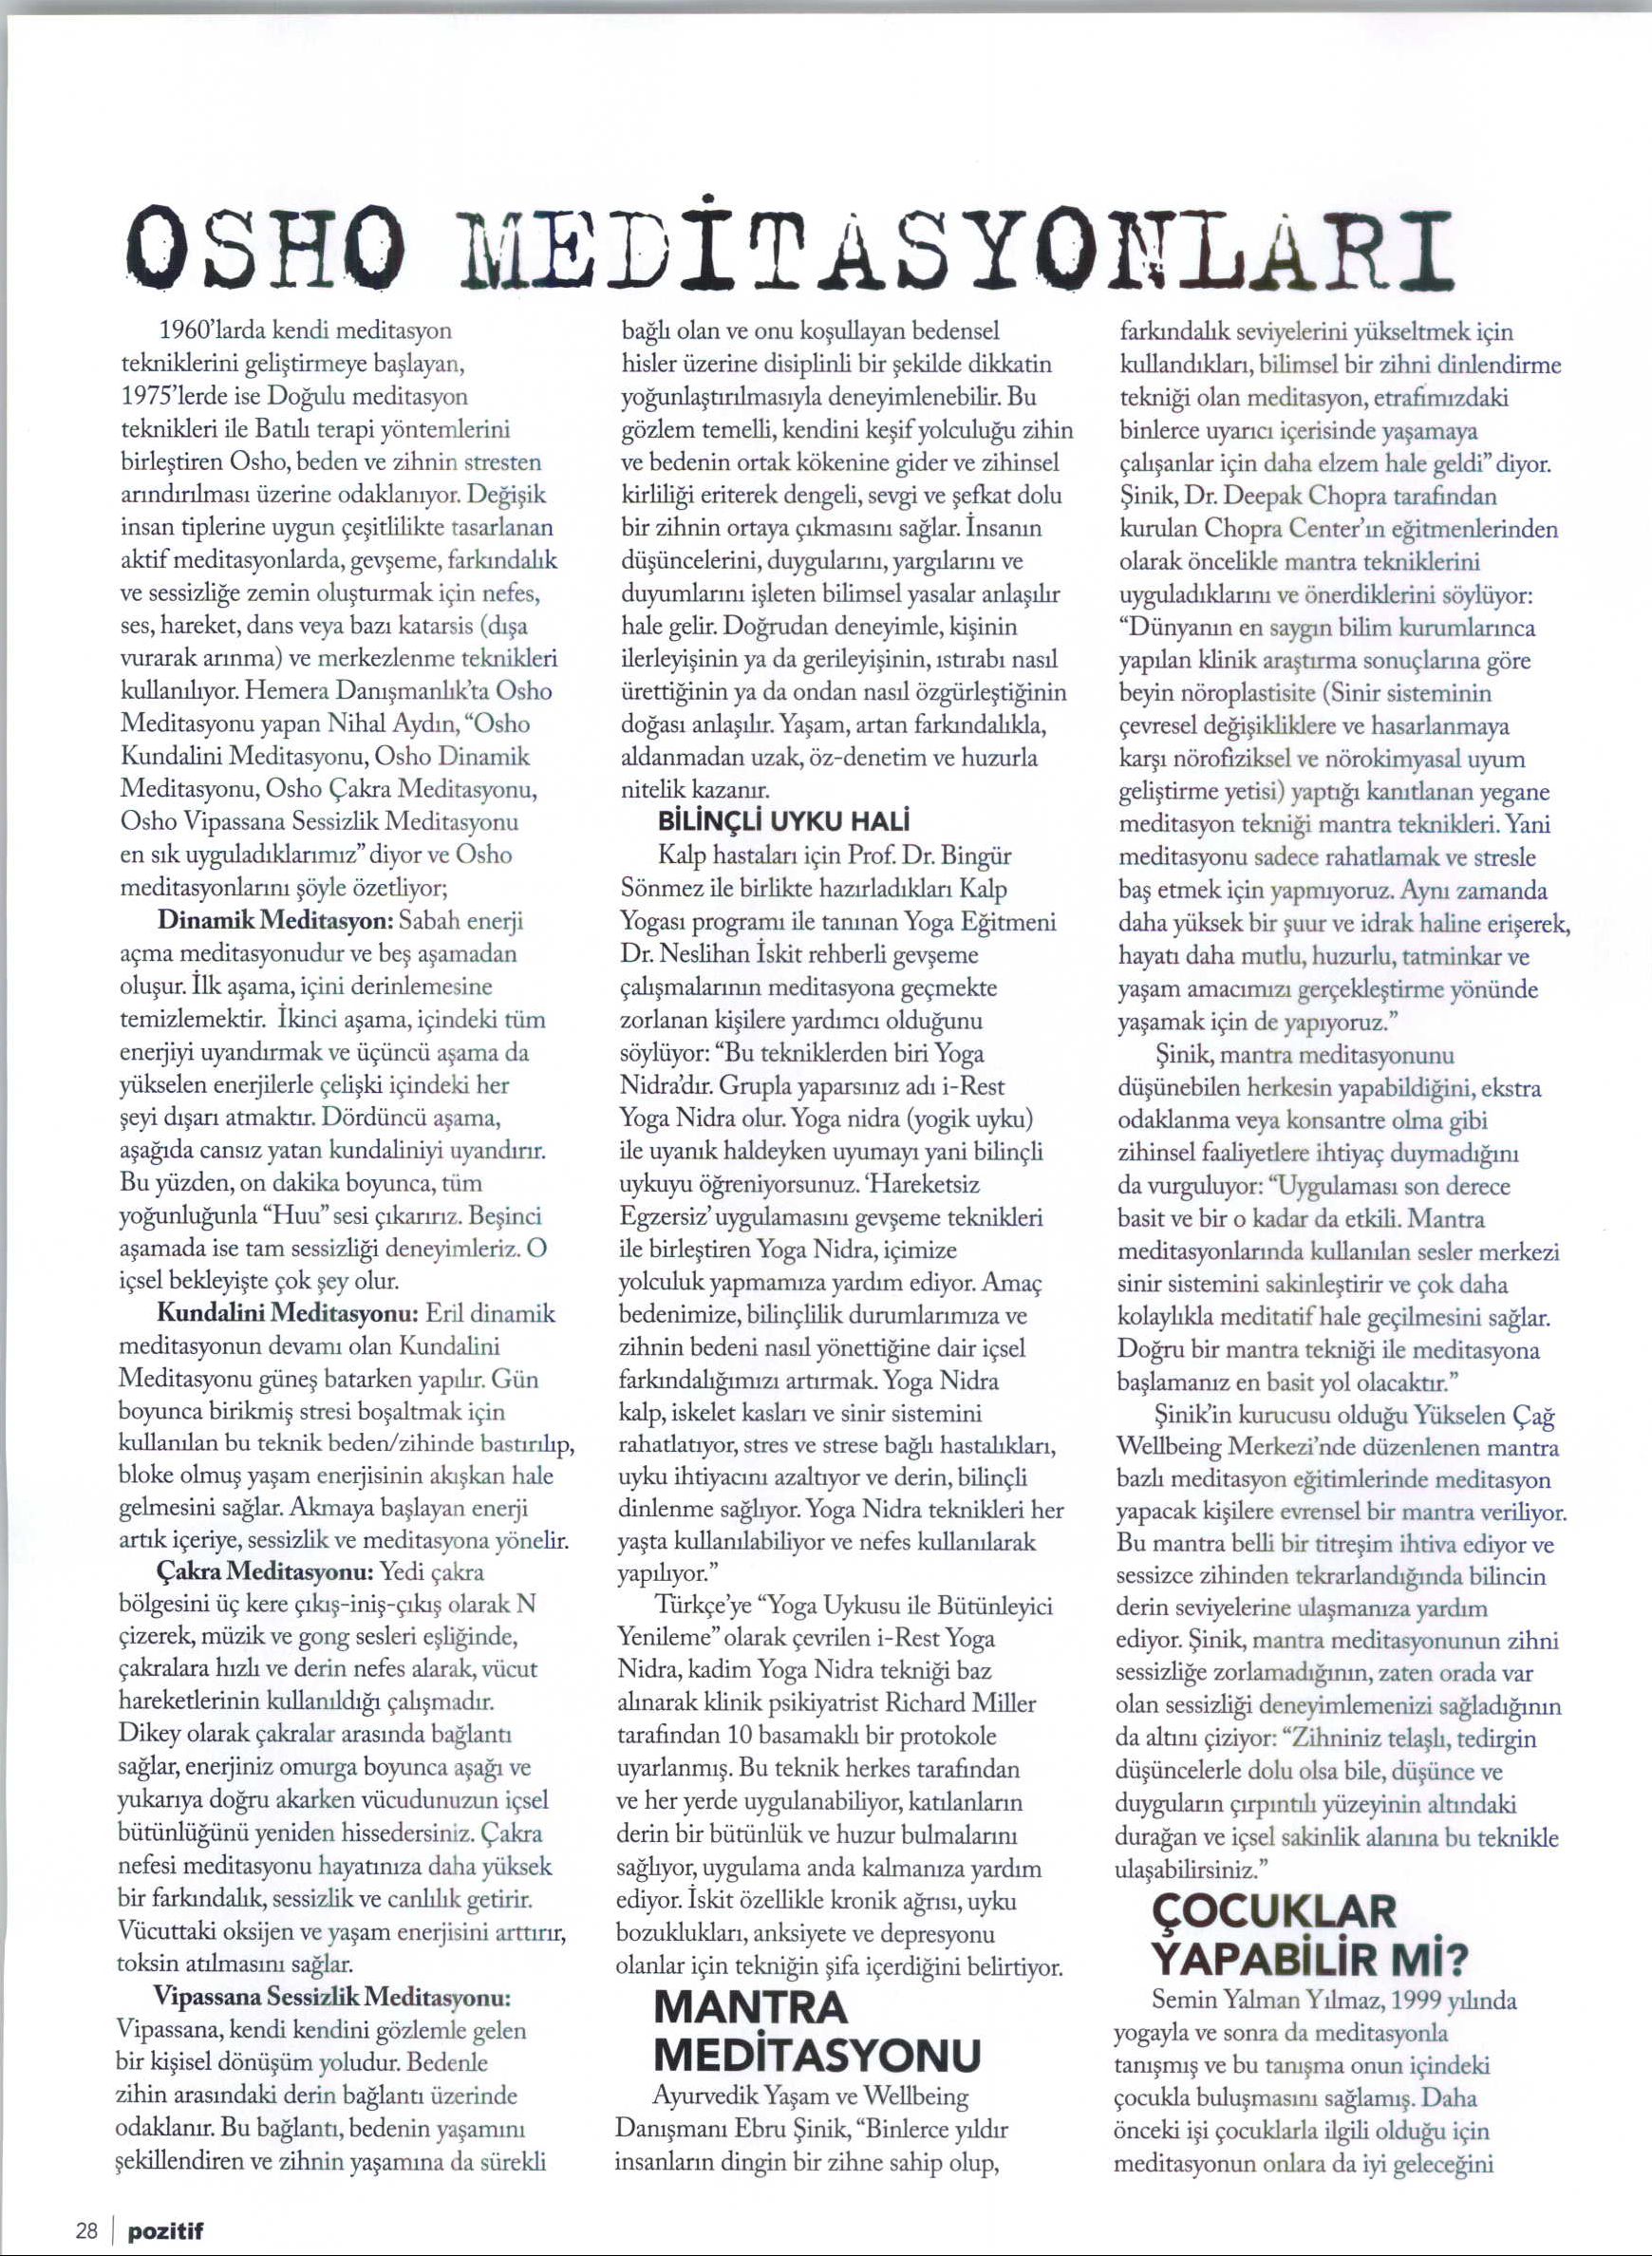 OSHO MEDİTASYONLARI
1960’larda kendi meditasyon
tekniklerini geliştirmeye başlayan,
1975’lerde ise Doğulu meditasyon
teknikleri ile Batılı terapi yöntemlerini
birleştiren Osho, beden ve zihnin stresten
arındırılması üzerine odaklanıyor. Değişik
insan tiplerine uygun çeşitlilikte tasarlanan
aktif meditasyonlarda, gevşeme, farkındalık
ve sessizliğe zemin oluşturmak için nefes,
ses, hareket, dans veya bazı katarsis (dışa
vurarak arınma) ve merkezlenme teknikleri
kullanılıyor. Hemera Danışmanlık’ta Osho
Meditasyonu yapan Nihal Aydın, “Osho
Kundalini Meditasyonu, Osho Dinamik
Meditasyonu, Osho Çakra Meditasyonu,
Osho Vipassana Sessizlik Meditasyonu
en sık uyguladıklarımız” diyor ve Osho
meditasyonlarını şöyle özetliyor;
Dinamik Meditasyon: Sabah enerji
açma meditasyonudur ve beş aşamadan
oluşur. İlk aşama, içini derinlemesine
temizlemektir. İkinci aşama, içindeki tüm
enerjiyi uyandırmak ve üçüncü aşama da
yükselen enerjilerle çelişki içindeki her
şeyi dışarı atmaktır. Dördüncü aşama,
aşağıda cansız yatan kundaliniyi uyandırır.
Bu yüzden, on dakika boyunca, tüm
yoğunluğunla “Huu” sesi çıkarırız. Beşinci
aşamada ise tam sessizliği deneyimleriz. O
içsel bekleyişte çok şey olur.
Kundalini Meditasyonu: Eril dinamik
meditasyonun devamı olan Kundalini
Meditasyonu güneş batarken yapılır. Gün
boyunca birikmiş stresi boşaltmak için
kullanılan bu teknik beden/zihinde bastırılıp,
bloke olmuş yaşam enerjisinin akışkan hale
gelmesini sağlar. Akmaya başlayan enerji
artık içeriye, sessizlik ve meditasyona yönelir.
Çakra Meditasyonu: Yedi çakra
bölgesini üç kere çıkış-iniş-çıkış olarak N
çizerek, müzik ve gong sesleri eşliğinde,
çakralara hızlı ve derin nefes alarak, vücut
hareketlerinin kullanıldığı çalışmadır.
Dikey olarak çakralar arasında bağlantı
sağlar, enerjiniz omurga boyunca aşağı ve
yukarıya doğru akarken vücudunuzun içsel
bütünlüğünü yeniden hissedersiniz. Çakra
nefesi meditasyonu hayatınıza daha yüksek
bir farkındalık, sessizlik ve canlılık getirir.
Vücuttaki oksijen ve yaşam enerjisini arttırır,
toksin atılmasını sağlar.
Vipassana Sessizlik Meditasyonu:
Vipassana, kendi kendini gözlemle gelen
bir kişisel dönüşüm yoludur. Bedenle
zihin arasındaki derin bağlantı üzerinde
odaklanır. Bu bağlantı, bedenin yaşamını
şekillendiren ve zihnin yaşamına da sürekli
bağlı olan ve onu koşullayan bedensel
hisler üzerine disiplinli bir şekilde dikkatin
yoğunlaştırılmasıyla deneyimlenebilir. Bu
gözlem temelli, kendini keşif yolculuğu zihin
ve bedenin ortak kökenine gider ve zihinsel
kirliliği eriterek dengeli, sevgi ve şefkat dolu
bir zihnin ortaya çıkmasını sağlar. İnsanın
düşüncelerini, duygularını, yargılarını ve
duyumlarını işleten bilimsel yasalar anlaşılır
hale gelir. Doğrudan deneyimle, kişinin
ilerleyişinin ya da gerileyişinin, ıstırabı nasıl
ürettiğinin ya da ondan nasıl özgürleştiğinin
doğası anlaşılır. Yaşam, artan farkındalıkla,
aldanmadan uzak, öz-denetim ve huzurla
nitelik kazanır.
BİLİNÇLİ UYKU HALİ
Kalp hastaları için Prof. Dr. Bingür
Sönmez ile birlikte hazırladıkları Kalp
Yogası programı ile tanınan Yoga Eğitmeni
Dr. Neslihan İskit rehberli gevşeme
çalışmalarının meditasyona geçmekte
zorlanan kişilere yardımcı olduğunu
söylüyor: “Bu tekniklerden biri Yoga
Nidra’dır. Grupla yaparsınız adı i-Rest
Yoga Nidra olur. Yoga nidra (yogik uyku)
ile uyanık haldeyken uyumayı yani bilinçli
uykuyu öğreniyorsunuz. ‘Hareketsiz
Egzersiz’ uygulamasını gevşeme teknikleri
ile birleştiren Yoga Nidra, içimize
yolculuk yapmamıza yardım ediyor. Amaç
bedenimize, bilinçlilik durumlarımıza ve
zihnin bedeni nasıl yönettiğine dair içsel
farkındalığımızı artırmak. Yoga Nidra
kalp, iskelet kasları ve sinir sistemini
rahatlatıyor, stres ve strese bağlı hastalıkları,
uyku ihtiyacını azaltıyor ve derin, bilinçli
dinlenme sağlıyor. Yoga Nidra teknikleri her
yaşta kullanılabiliyor ve nefes kullanılarak
yapılıyor.”
Türkçe’ye “Yoga Uykusu ile Bütünleyici
Yenileme” olarak çevrilen i-Rest Yoga
Nidra, kadim Yoga Nidra tekniği baz
alınarak klinik psikiyatrist Richard Miller
tarafından 10 basamaklı bir protokole
uyarlanmış. Bu teknik herkes tarafından
ve her yerde uygulanabiliyor, katılanların
derin bir bütünlük ve huzur bulmalarını
sağlıyor, uygulama anda kalmanıza yardım
ediyor. İskit özellikle kronik ağrısı, uyku
bozuklukları, anksiyete ve depresyonu
olanlar için tekniğin şifa içerdiğini belirtiyor.
MANTRA
MEDİTASYONU
Ayurvedik Yaşam ve Wellbeing
Danışmanı Ebru Şinik, “Binlerce yıldır
insanların dingin bir zihne sahip olup,
farkındalık seviyelerini yükseltmek için
kullandıkları, bilimsel bir zihni dinlendirme
tekniği olan meditasyon, etrafımızdaki
binlerce uyarıcı içerisinde yaşamaya
çalışanlar için daha elzem hale geldi” diyor.
Şinik, Dr. Deepak Chopra tarafından
kurulan Chopra Center’ın eğitmenlerinden
olarak öncelikle mantra tekniklerini
uyguladıklarını ve önerdiklerini söylüyor:
“Dünyanın en saygın bilim kurumlarınca
yapılan klinik araştırma sonuçlarına göre
beyin nöroplastisite (Sinir sisteminin
çevresel değişikliklere ve hasarlanmaya
karşı nörofiziksel ve nörokimyasal uyum
geliştirme yetisi) yaptığı kanıtlanan yegane
meditasyon tekniği mantra teknikleri. Yani
meditasyonu sadece rahatlamak ve stresle
baş etmek için yapmıyoruz. Aynı zamanda
daha yüksek bir şuur ve idrak haline erişerek,
hayatı daha mutlu, huzurlu, tatminkar ve
yaşam amacımızı gerçekleştirme yönünde
yaşamak için de yapıyoruz.”
Şinik, mantra meditasyonunu
düşünebilen herkesin yapabildiğini, ekstra
odaklanma veya konsantre olma gibi
zihinsel faaliyetlere ihtiyaç duymadığını
da vurguluyor: “Uygulaması son derece
basit ve bir o kadar da etkili. Mantra
meditasyonlarında kullanılan sesler merkezi
sinir sistemini sakinleştirir ve çok daha
kolaylıkla meditatif hale geçilmesini sağlar.
Doğru bir mantra tekniği ile meditasyona
başlamanız en basit yol olacaktır.”
Şinik’in kurucusu olduğu Yükselen Çağ
Wellbeing Merkezi’nde düzenlenen mantra
bazlı meditasyon eğitimlerinde meditasyon
yapacak kişilere evrensel bir mantra veriliyor.
Bu mantra belli bir titreşim ihtiva ediyor ve
sessizce zihinden tekrarlandığında bilincin
derin seviyelerine ulaşmanıza yardım
ediyor. Şinik, mantra meditasyonunun zihni
sessizliğe zorlamadığının, zaten orada var
olan sessizliği deneyimlemenizi sağladığının
da altını çiziyor: “Zihniniz telaşlı, tedirgin
düşüncelerle dolu olsa bile, düşünce ve
duyguların çırpıntılı yüzeyinin altındaki
durağan ve içsel sakinlik alanına bu teknikle
ulaşabilirsiniz.”
ÇOCUKLAR
YAPABİLİR Mİ?
Semin Yalman Yılmaz, 1999 yılında
yogayla ve sonra da meditasyonla
tanışmış ve bu tanışma onun içindeki
çocukla buluşmasını sağlamış. Daha
önceki işi çocuklarla ilgili olduğu için
meditasyonun onlara da iyi geleceğini
28 | pozitif